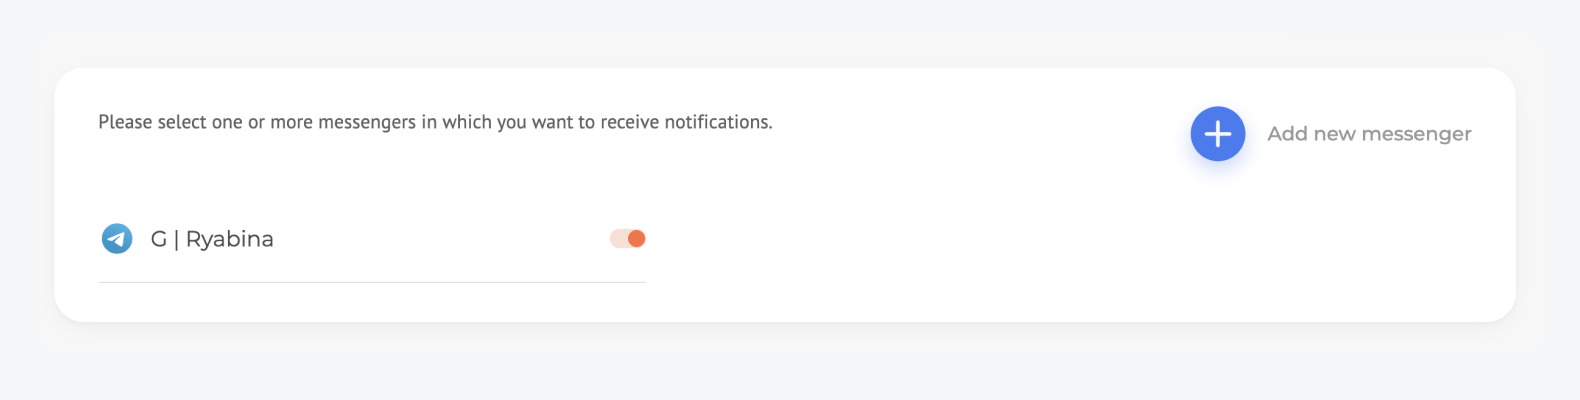 Please select one or more messengers in which you want to receive notifications.
Add new messenger
G | Ryabina